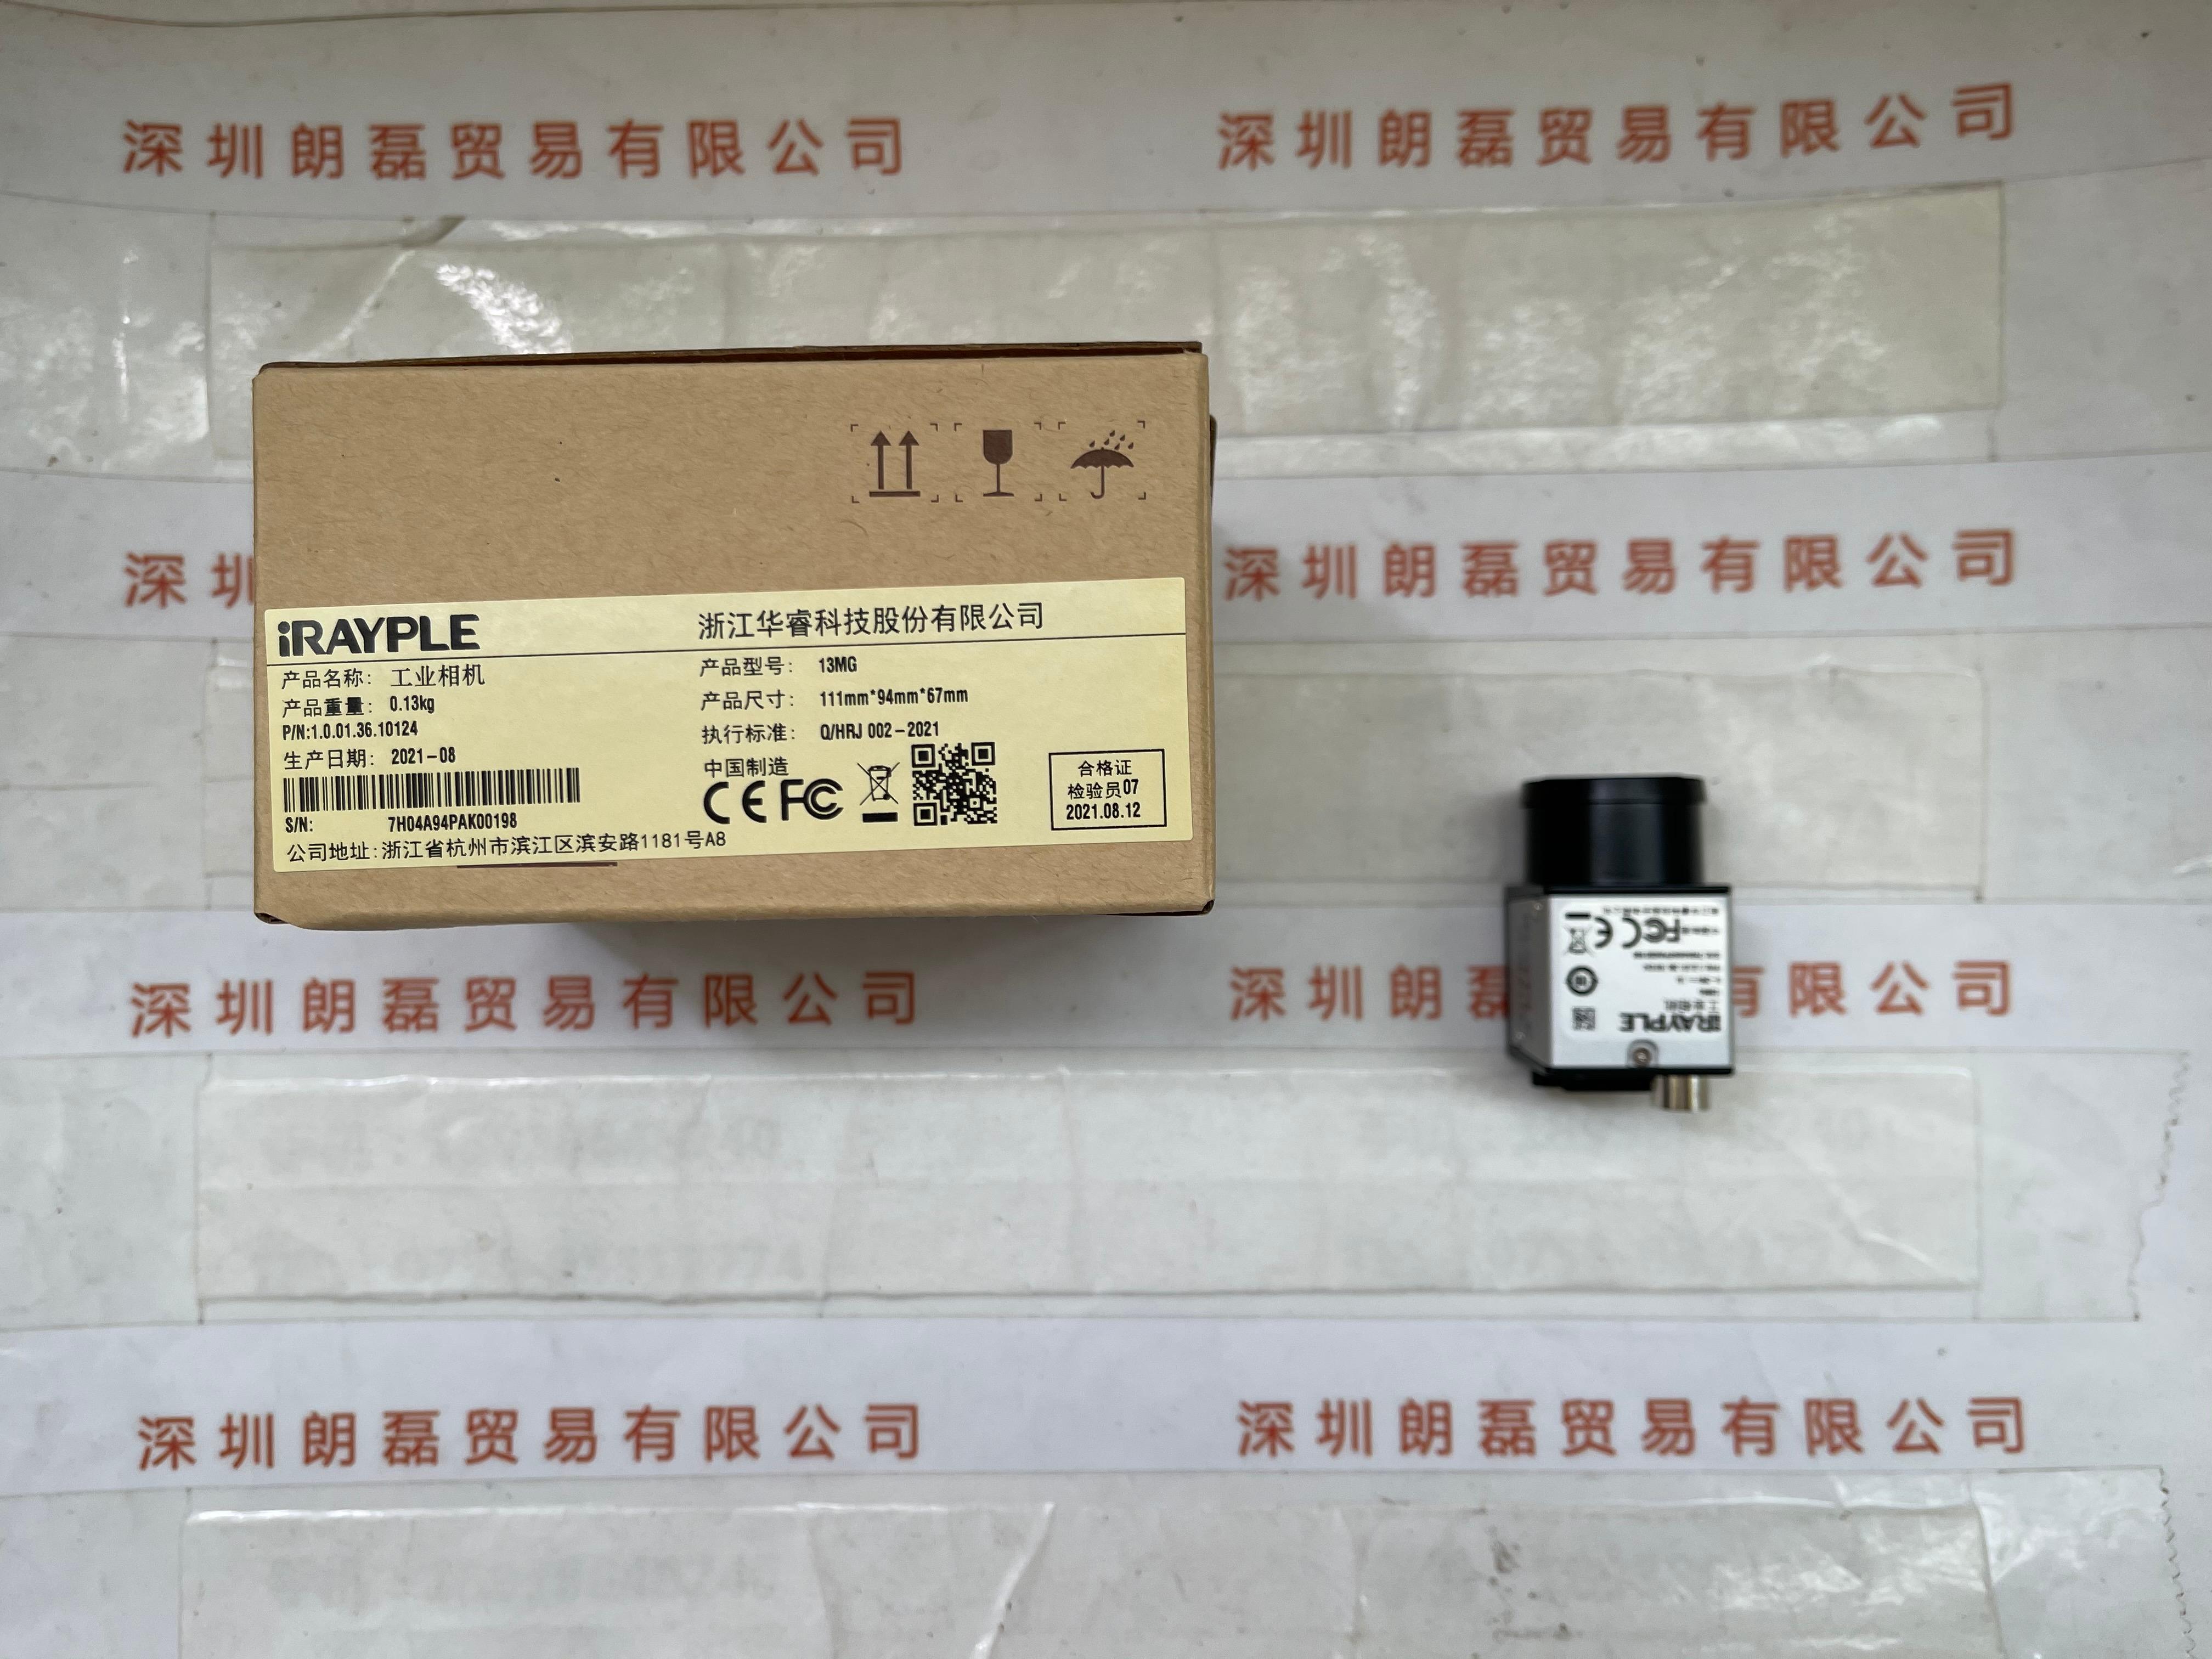 深圳朗磊贸易有限公司
深圳朗磊贸易有限公司
深圳
深圳朗磊贸易有限公司
iRAYPLE
浙江华睿科技股份有限公司
产品名称: 工业相机
产品型号: 13MG
产品重量: 0.13kg
产品尺寸: 111mm*94mm*67mm
P/N:1.0.01.36.10124
执行标准: Q/HRJ 002-2021
生产日期: 2021-08
中国制造
CE FC
合格证
检验员07
2021.08.12
S/N: 7H04A94PAK00198
公司地址:浙江省杭州市滨江区滨安路1181号A8
FC CE
iRAYPLE
工业相机
深圳朗磊贸易有限公司
深圳朗 有限公司
深圳朗磊贸易有限公司
深圳朗磊贸易有限公司